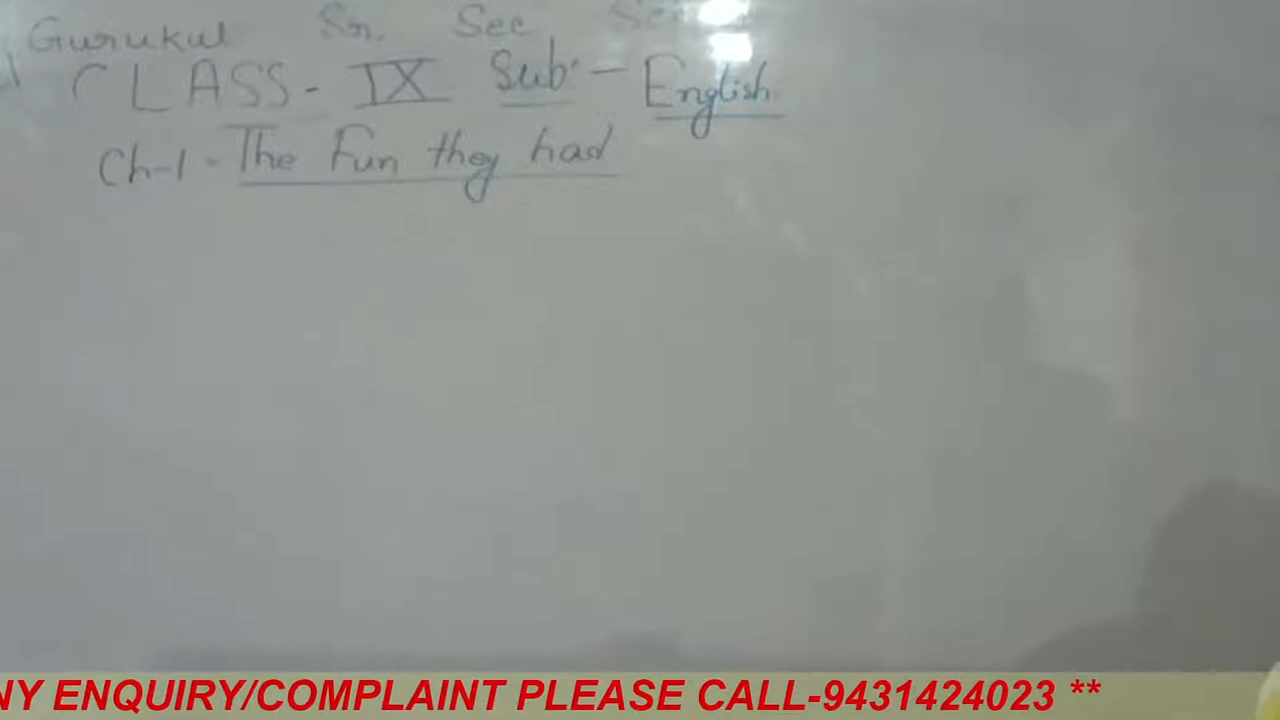 Gurukul Sr. Sec
CLASS- IX Sub - English
Ch-1 - The Fun they had
NY ENQUIRY/COMPLAINT PLEASE CALL-9431424023 **